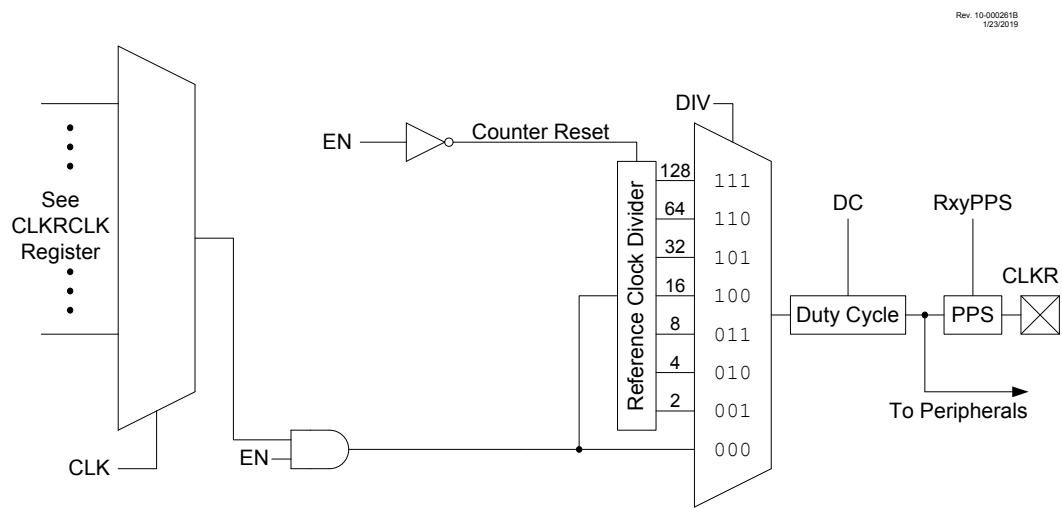 Rev. 10-000261B
1/23/2019
DIV
EN
Counter Reset
See
CLKRCLK
Register
Reference Clock Divider
128
64
32
16
8
4
2
111
110
101
100
011
010
001
000
DC
RxyPPS
CLKR
Duty Cycle
PPS
To Peripherals
EN
CLK